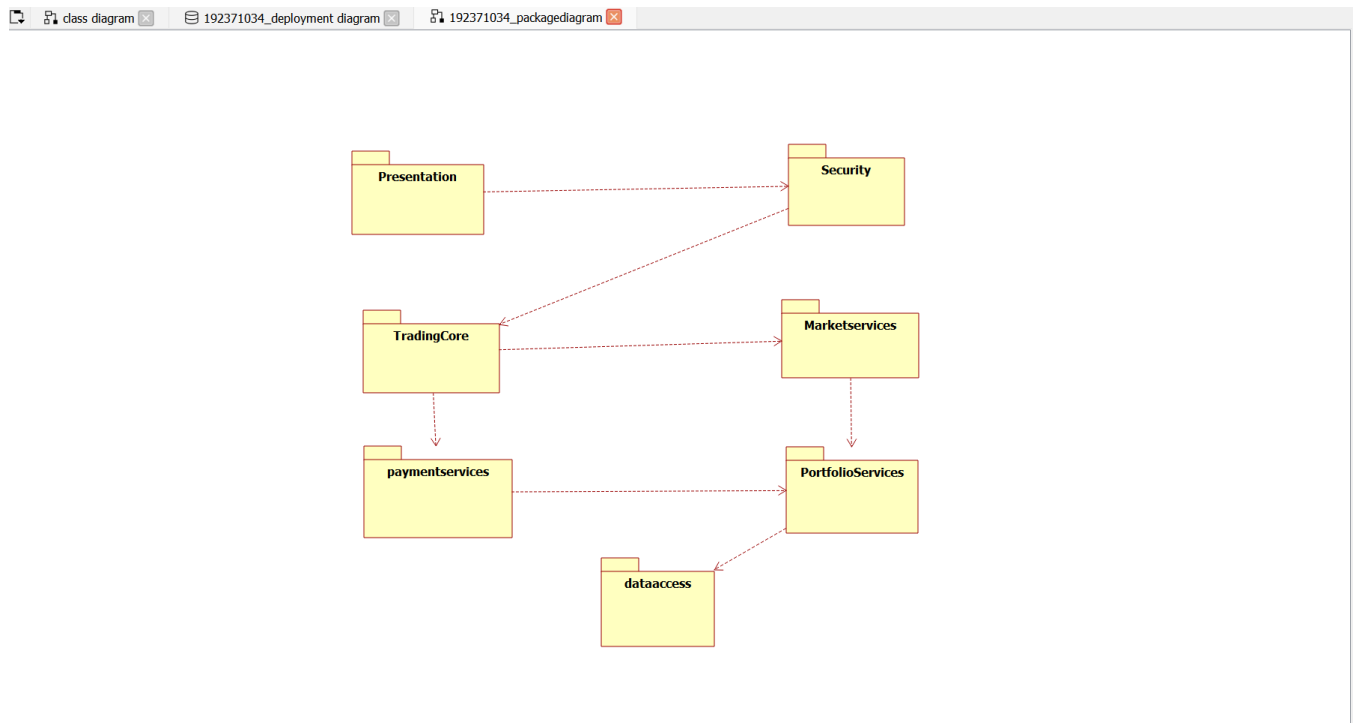 class diagram
192371034_deployment diagram
192371034_packagediagram
Presentation
Security
TradingCore
Marketservices
paymentservices
PortfolioServices
dataaccess